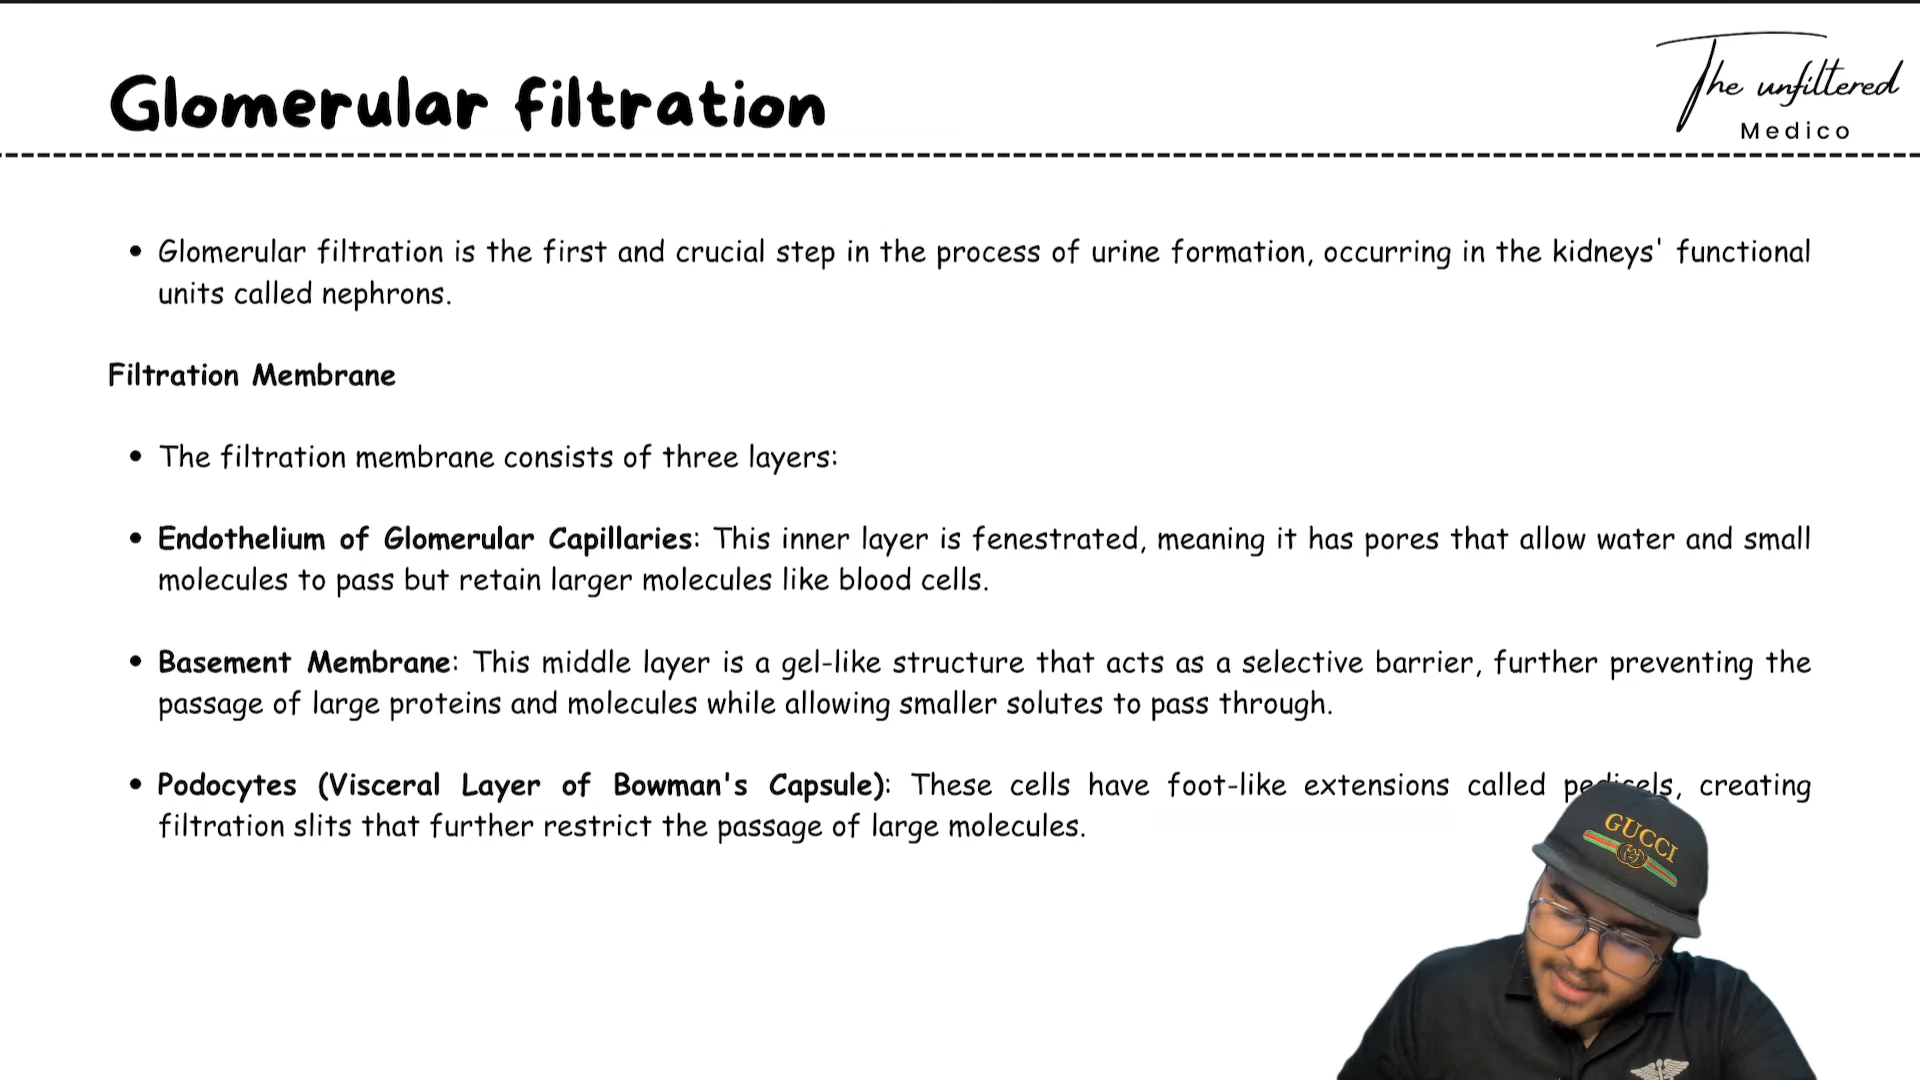 Glomerular filtration
The unfiltered
Medico
• Glomerular filtration is the first and crucial step in the process of urine formation, occurring in the kidneys' functional
units called nephrons.
Filtration Membrane
• The filtration membrane consists of three layers:
• Endothelium of Glomerular Capillaries: This inner layer is fenestrated, meaning it has pores that allow water and small
molecules to pass but retain larger molecules like blood cells.
• Basement Membrane: This middle layer is a gel-like structure that acts as a selective barrier, further preventing the
passage of large proteins and molecules while allowing smaller solutes to pass through.
• Podocytes (Visceral Layer of Bowman's Capsule): These cells have foot-like extensions called pedicels, creating
filtration slits that further restrict the passage of large molecules.
GUCCI